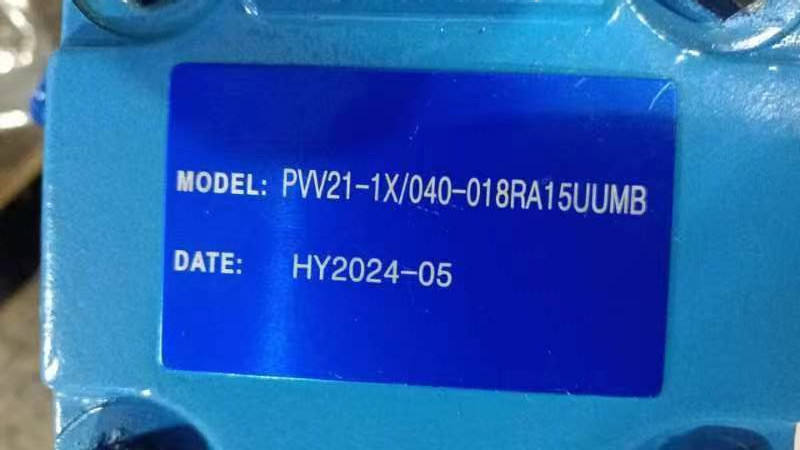 MODEL: PVV21-1X/040-018RA15UUMB
DATE: HY2024-05